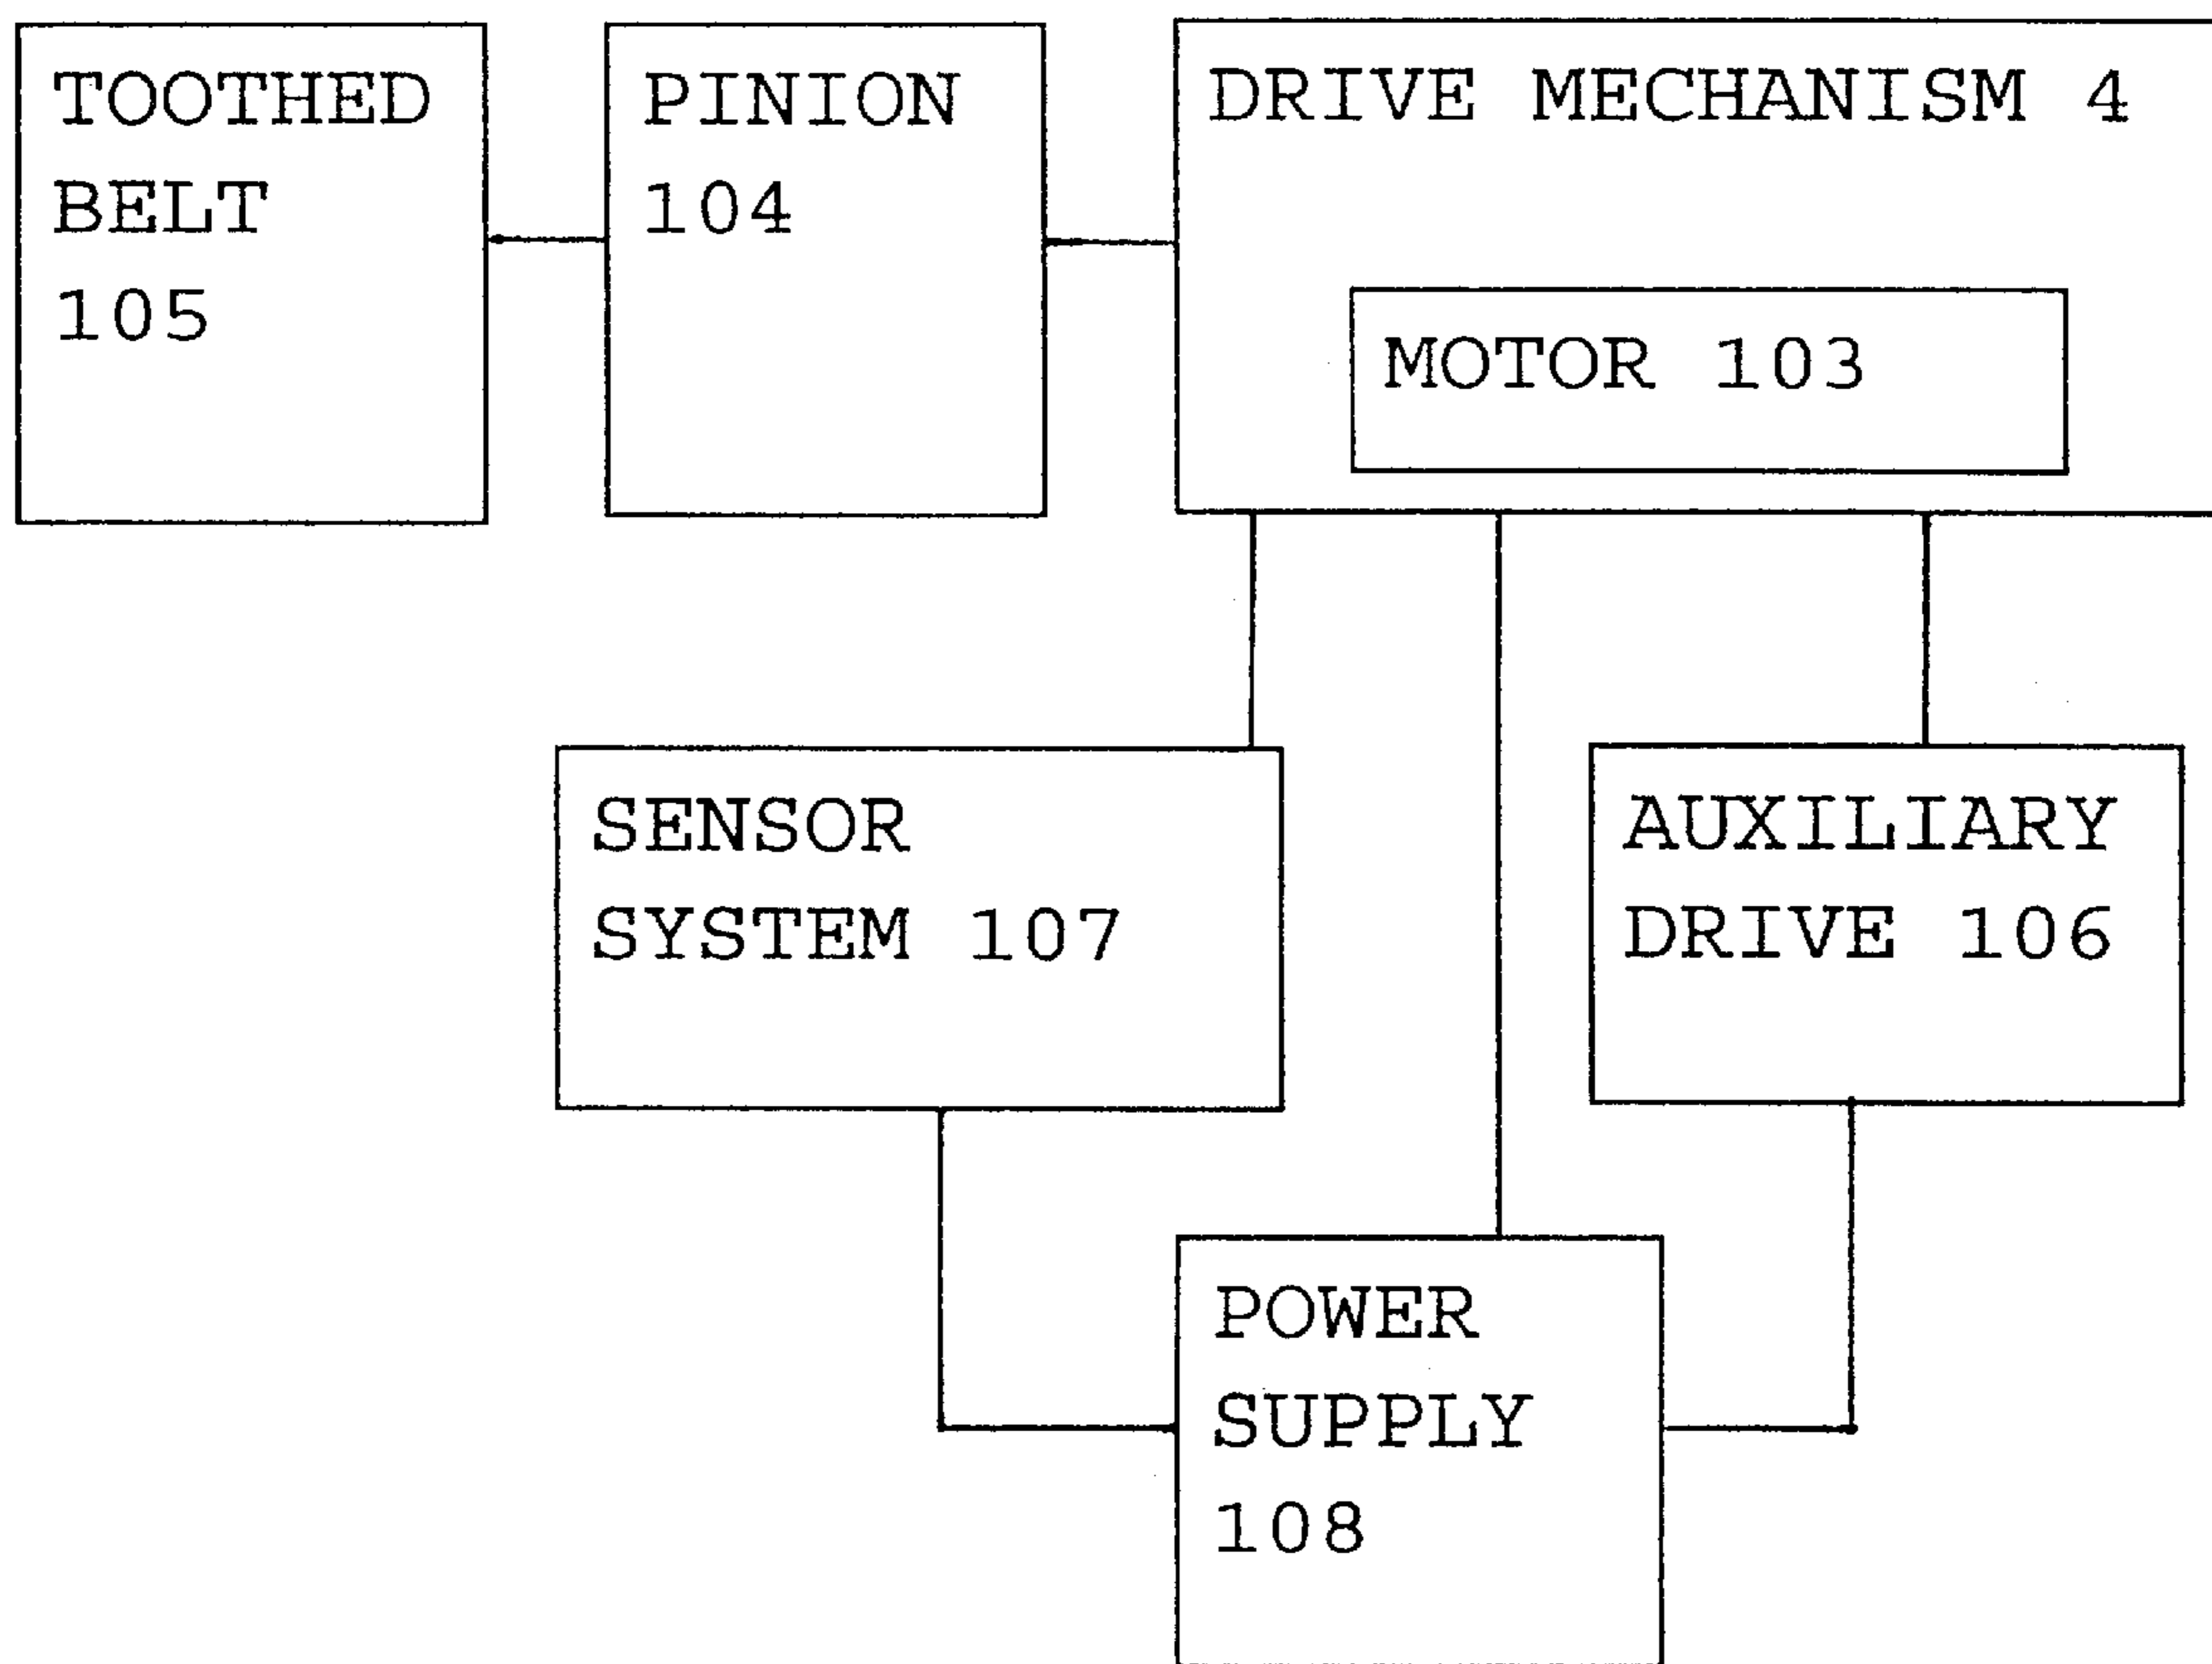 TOOTHED
BELT
105
PINION
104
DRIVE MECHANISM 4
MOTOR 103
SENSOR
SYSTEM 107
AUXILIARY
DRIVE 106
POWER
SUPPLY
108